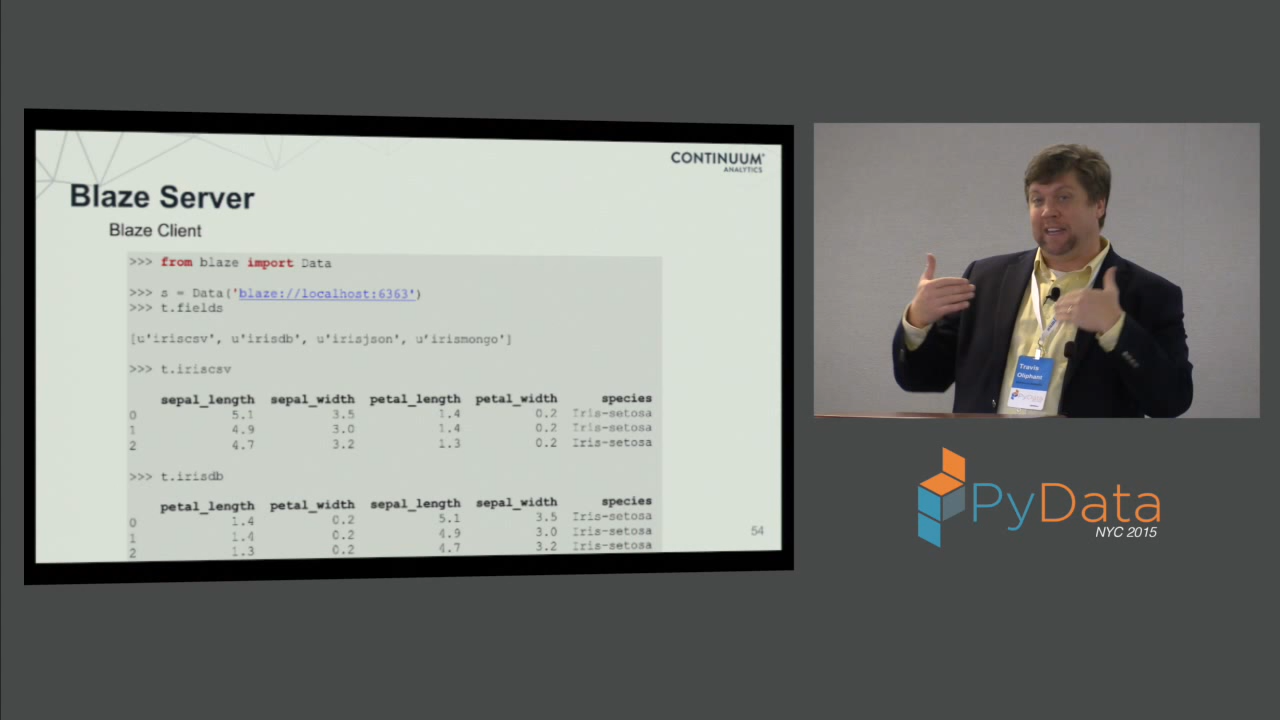 CONTINUUM
ANALYTICS
Blaze Server
Blaze Client
>>> from blaze import Data
>>> s = Data('blaze://localhost:6363')
>>> t.fields
[u'iriscsv', u'irisdb', u'irisjson', u'irismongo']
>>> t.iriscsv
sepal_length sepal_width petal_length petal_width species
0 5.1 3.5 1.4 0.2 Iris-setosa
1 4.9 3.0 1.4 0.2 Iris-setosa
2 4.7 3.2 1.3 0.2 Iris-setosa
>>> t.irisdb
petal_length petal_width sepal_length sepal_width species
0 1.4 0.2 5.1 3.5 Iris-setosa
1 1.4 0.2 4.9 3.0 Iris-setosa
2 1.3 0.2 4.7 3.2 Iris-setosa
54
Travis
Oliphant
PyData
PyData
NYC 2015